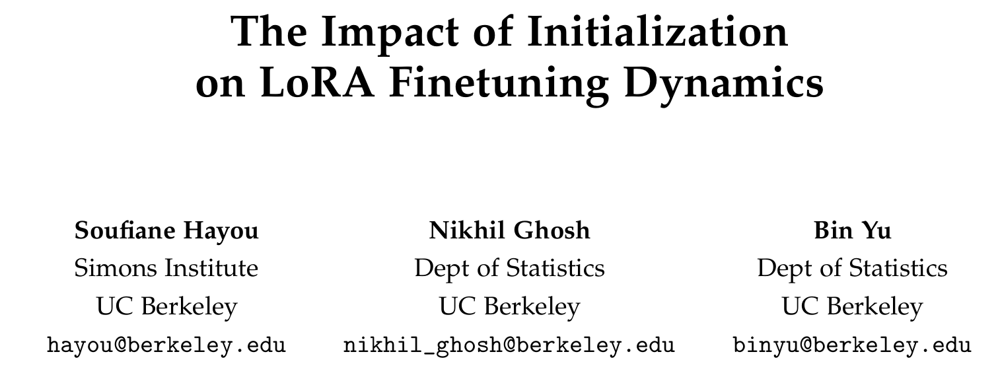 The Impact of Initialization
on LoRA Finetuning Dynamics
Soufiane Hayou
Simons Institute
UC Berkeley
hayou@berkeley.edu
Nikhil Ghosh
Dept of Statistics
UC Berkeley
nikhil_ghosh@berkeley.edu
Bin Yu
Dept of Statistics
UC Berkeley
binyu@berkeley.edu